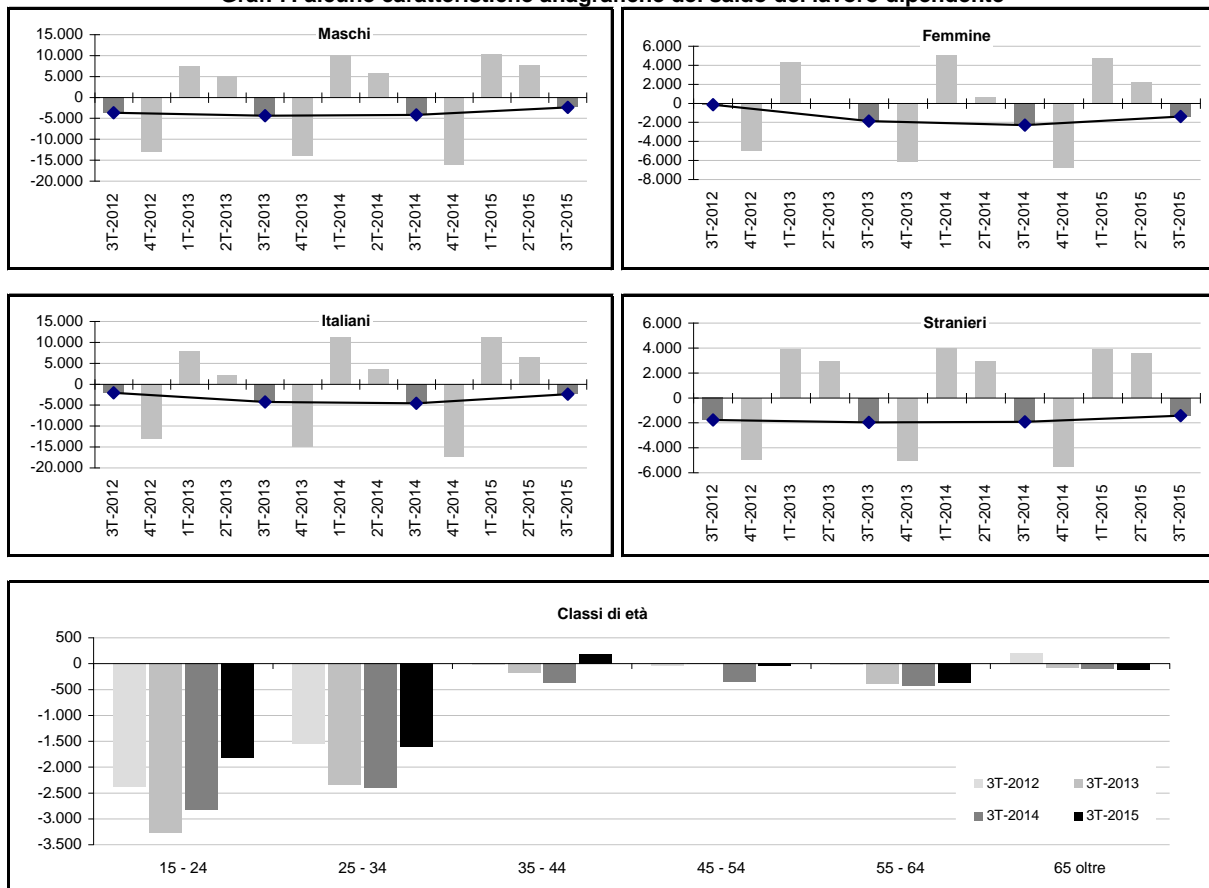 alcune caratteristiche anagrafiche del saldo del lavoro dipendente
Maschi
15.000
10.000
5.000
0
-5.000
-10.000
-15.000
-20.000
3T-2012
4T-2012
1T-2013
2T-2013
3T-2013
4T-2013
1T-2014
2T-2014
3T-2014
4T-2014
1T-2015
2T-2015
3T-2015
Femmine
6.000
4.000
2.000
0
-2.000
-4.000
-6.000
-8.000
3T-2012
4T-2012
1T-2013
2T-2013
3T-2013
4T-2013
1T-2014
2T-2014
3T-2014
4T-2014
1T-2015
2T-2015
3T-2015
Italiani
15.000
10.000
5.000
0
-5.000
-10.000
-15.000
-20.000
3T-2012
4T-2012
1T-2013
2T-2013
3T-2013
4T-2013
1T-2014
2T-2014
3T-2014
4T-2014
1T-2015
2T-2015
3T-2015
Stranieri
6.000
4.000
2.000
0
-2.000
-4.000
-6.000
3T-2012
4T-2012
1T-2013
2T-2013
3T-2013
4T-2013
1T-2014
2T-2014
3T-2014
4T-2014
1T-2015
2T-2015
3T-2015
Classi di età
500
0
-500
-1.000
-1.500
-2.000
-2.500
-3.000
-3.500
3T-2012 3T-2013
3T-2014 3T-2015
15 - 24 25 - 34 35 - 44 45 - 54 55 - 64 65 oltre